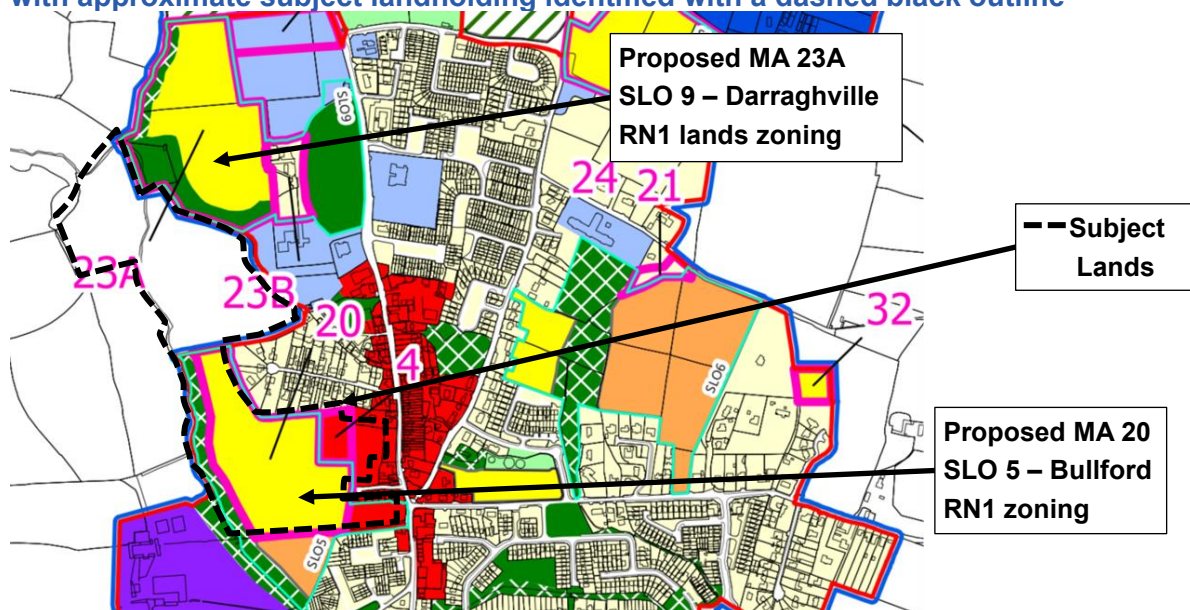 with approximate subject landholding identified with a dashed black outline
Proposed MA 23A
SLO 9 – Darraghville
RN1 lands zoning
SLO9
24
21
Subject
Lands
23A
23B
20
32
4
SLO6
Proposed MA 20
SLO 5 – Bullford
RN1 zoning
SLO5